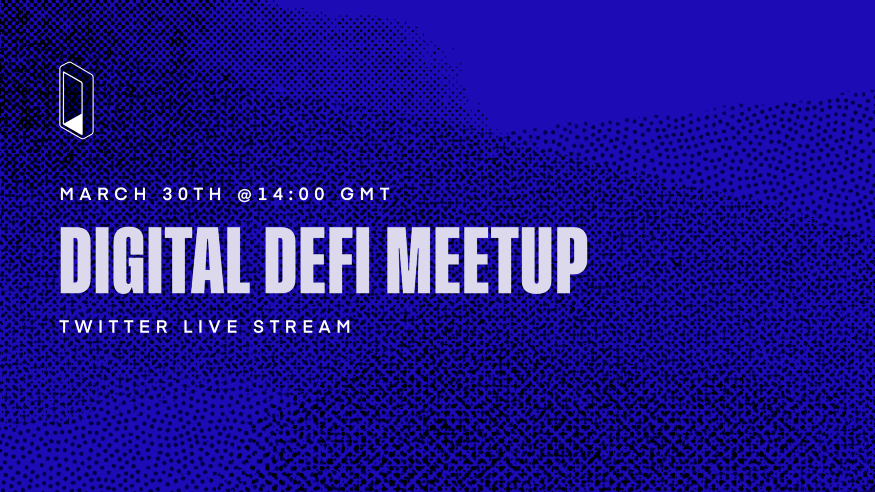 MARCH 30TH @14:00 GMT
DIGITAL DEFI MEETUP
TWITTER LIVE STREAM